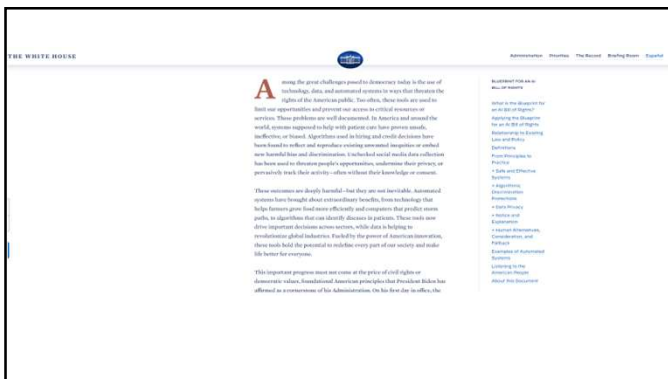 THE WHITE HOUSE
Administration Priorities The Record Briefing Room Español
Among the great challenges posed to democracy today is the use of
technology, data, and automated systems in ways that threaten the
rights of the American public. Too often, these tools are used to
limit our opportunities and prevent our access to critical resources or
services. These problems are well documented. In America and around the
world, systems supposed to help with patient care have proven unsafe,
ineffective, or biased. Algorithms used in hiring and credit decisions have
been found to reflect and reproduce existing unwanted inequities or embed
new harmful bias and discrimination. Unchecked social media data collection
has been used to threaten people's opportunities, undermine their privacy, or
pervasively track their activity—often without their knowledge or consent.
These outcomes are deeply harmful—but they are not inevitable. Automated
systems have brought about extraordinary benefits, from technology that
helps farmers grow food more efficiently and computers that predict storm
paths, to algorithms that can identify diseases in patients. These tools now
drive important decisions across sectors, while data is helping to
revolutionize global industries. Fueled by the power of American innovation,
these tools hold the potential to redefine every part of our society and make
life better for everyone.
This important progress must not come at the price of civil rights or
democratic values, foundational American principles that President Biden has
affirmed as a cornerstone of his Administration. On his first day in office, the
BLUEPRINT FOR AN AI
BILL OF RIGHTS
What is the Blueprint for
an AI Bill of Rights?
Applying the Blueprint
for an AI Bill of Rights
Relationship to Existing
Law and Policy
Definitions
From Principles to
Practice
+ Safe and Effective
Systems
+ Algorithmic
Discrimination
Protections
+ Data Privacy
+ Notice and
Explanation
+ Human Alternatives,
Consideration, and
Fallback
Examples of Automated
Systems
Listening to the
American People
About this Document